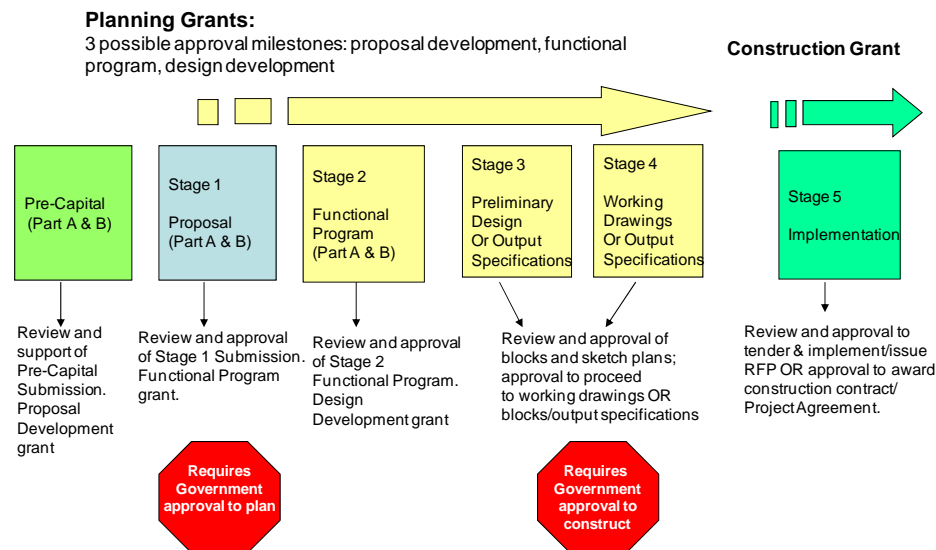 Planning Grants:
3 possible approval milestones: proposal development, functional
program, design development
Construction Grant
Pre-Capital
(Part A & B)
Stage 1
Proposal
(Part A & B)
Stage 2
Functional
Program
(Part A & B)
Stage 3
Preliminary
Design
Or Output
Specifications
Stage 4
Working
Drawings
Or Output
Specifications
Stage 5
Implementation
Review and
support of
Pre-Capital
Submission.
Proposal
Development
grant
Review and approval
of Stage 1 Submission.
Functional Program
grant.
Review and approval
of Stage 2
Functional Program.
Design
Development grant
Review and approval of
blocks and sketch plans;
approval to proceed
to working drawings OR
blocks/output specifications
Review and approval to
tender & implement/issue
RFP OR approval to award
construction contract/
Project Agreement.
Requires
Government
approval to plan
Requires
Government
approval to
construct